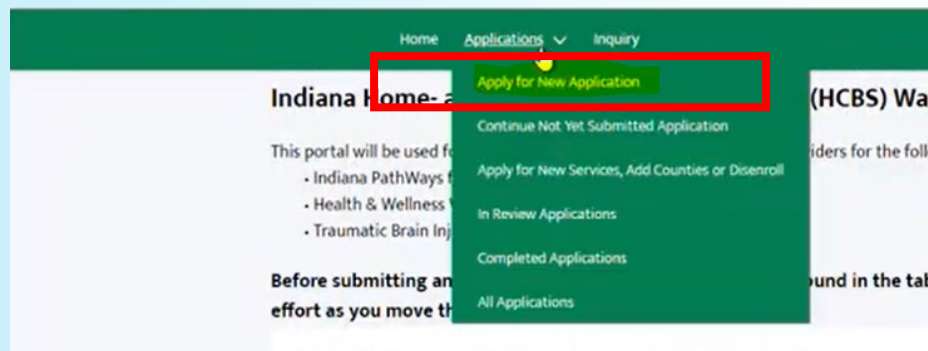 Home Applications Inquiry
Apply for New Application
Indiana Home- a (HCBS) Wa
Continue Not Yet Submitted Application
This portal will be used f iders for the foll
Apply for New Services, Add Counties or Disenroll
• Indiana PathWays f
• Health & Wellness
In Review Applications
• Traumatic Brain Inj
Completed Applications
Before submitting an und in the tab
All Applications
effort as you move th